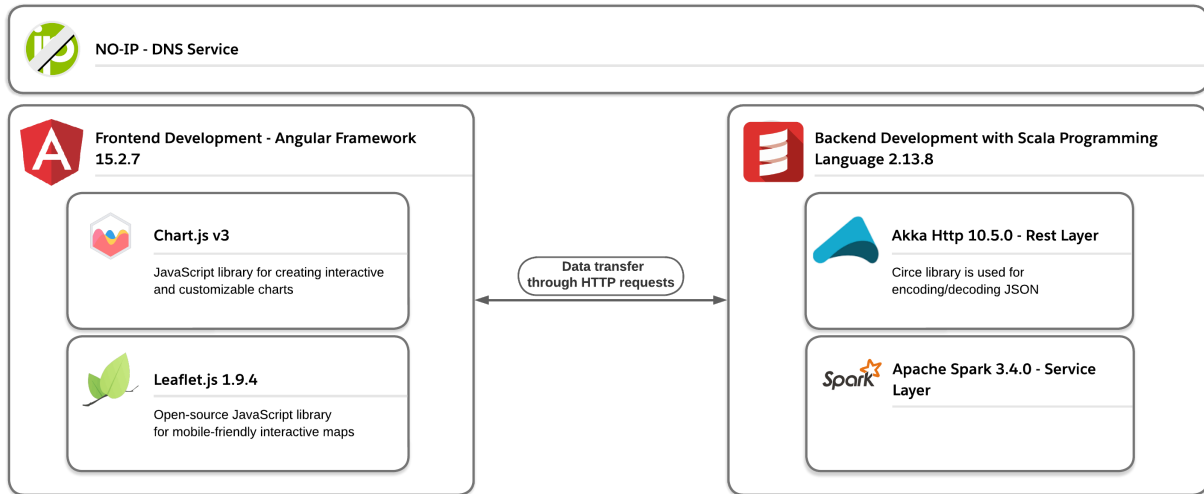 NO-IP - DNS Service
Frontend Development - Angular Framework
15.2.7
Chart.js v3
JavaScript library for creating interactive
and customizable charts
Leaflet.js 1.9.4
Open-source JavaScript library
for mobile-friendly interactive maps
Data transfer
through HTTP requests
Backend Development with Scala Programming
Language 2.13.8
Akka Http 10.5.0 - Rest Layer
Circe library is used for
encoding/decoding JSON
Spark
Apache Spark 3.4.0 - Service
Layer
ip
A